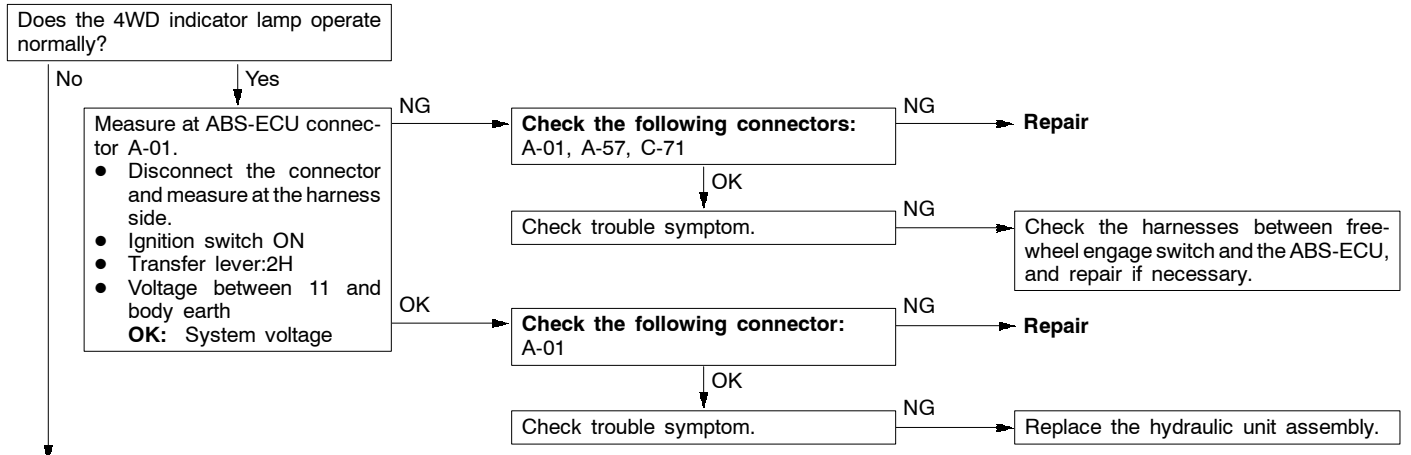 Does the 4WD indicator lamp operate
normally?
No
Yes
Measure at ABS-ECU connec-
tor A-01.
● Disconnect the connector
and measure at the harness
side.
● Ignition switch ON
● Transfer lever:2H
● Voltage between 11 and
body earth
OK: System voltage
NG
Check the following connectors:
A-01, A-57, C-71
NG
Repair
OK
Check trouble symptom.
NG
Check the harnesses between free-
wheel engage switch and the ABS-ECU,
and repair if necessary.
OK
Check the following connector:
A-01
NG
Repair
OK
Check trouble symptom.
NG
Replace the hydraulic unit assembly.